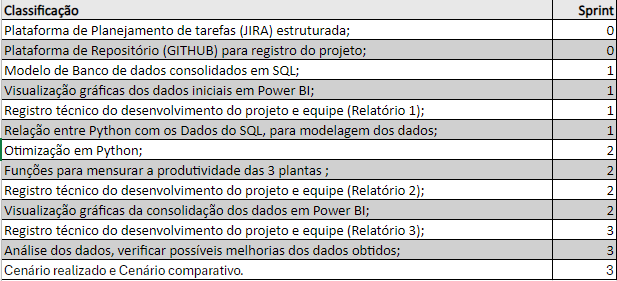 Classificação Sprint
Plataforma de Planejamento de tarefas (JIRA) estruturada; 0
Plataforma de Repositório (GITHUB) para registro do projeto; 0
Modelo de Banco de dados consolidados em SQL; 1
Visualização gráficas dos dados iniciais em Power BI; 1
Registro técnico do desenvolvimento do projeto e equipe (Relatório 1); 1
Relação entre Python com os Dados do SQL, para modelagem dos dados; 1
Otimização em Python; 2
Funções para mensurar a produtividade das 3 plantas ; 2
Registro técnico do desenvolvimento do projeto e equipe (Relatório 2); 2
Visualização gráficas da consolidação dos dados em Power BI; 2
Registro técnico do desenvolvimento do projeto e equipe (Relatório 3); 3
Análise dos dados, verificar possíveis melhorias dos dados obtidos; 3
Cenário realizado e Cenário comparativo. 3